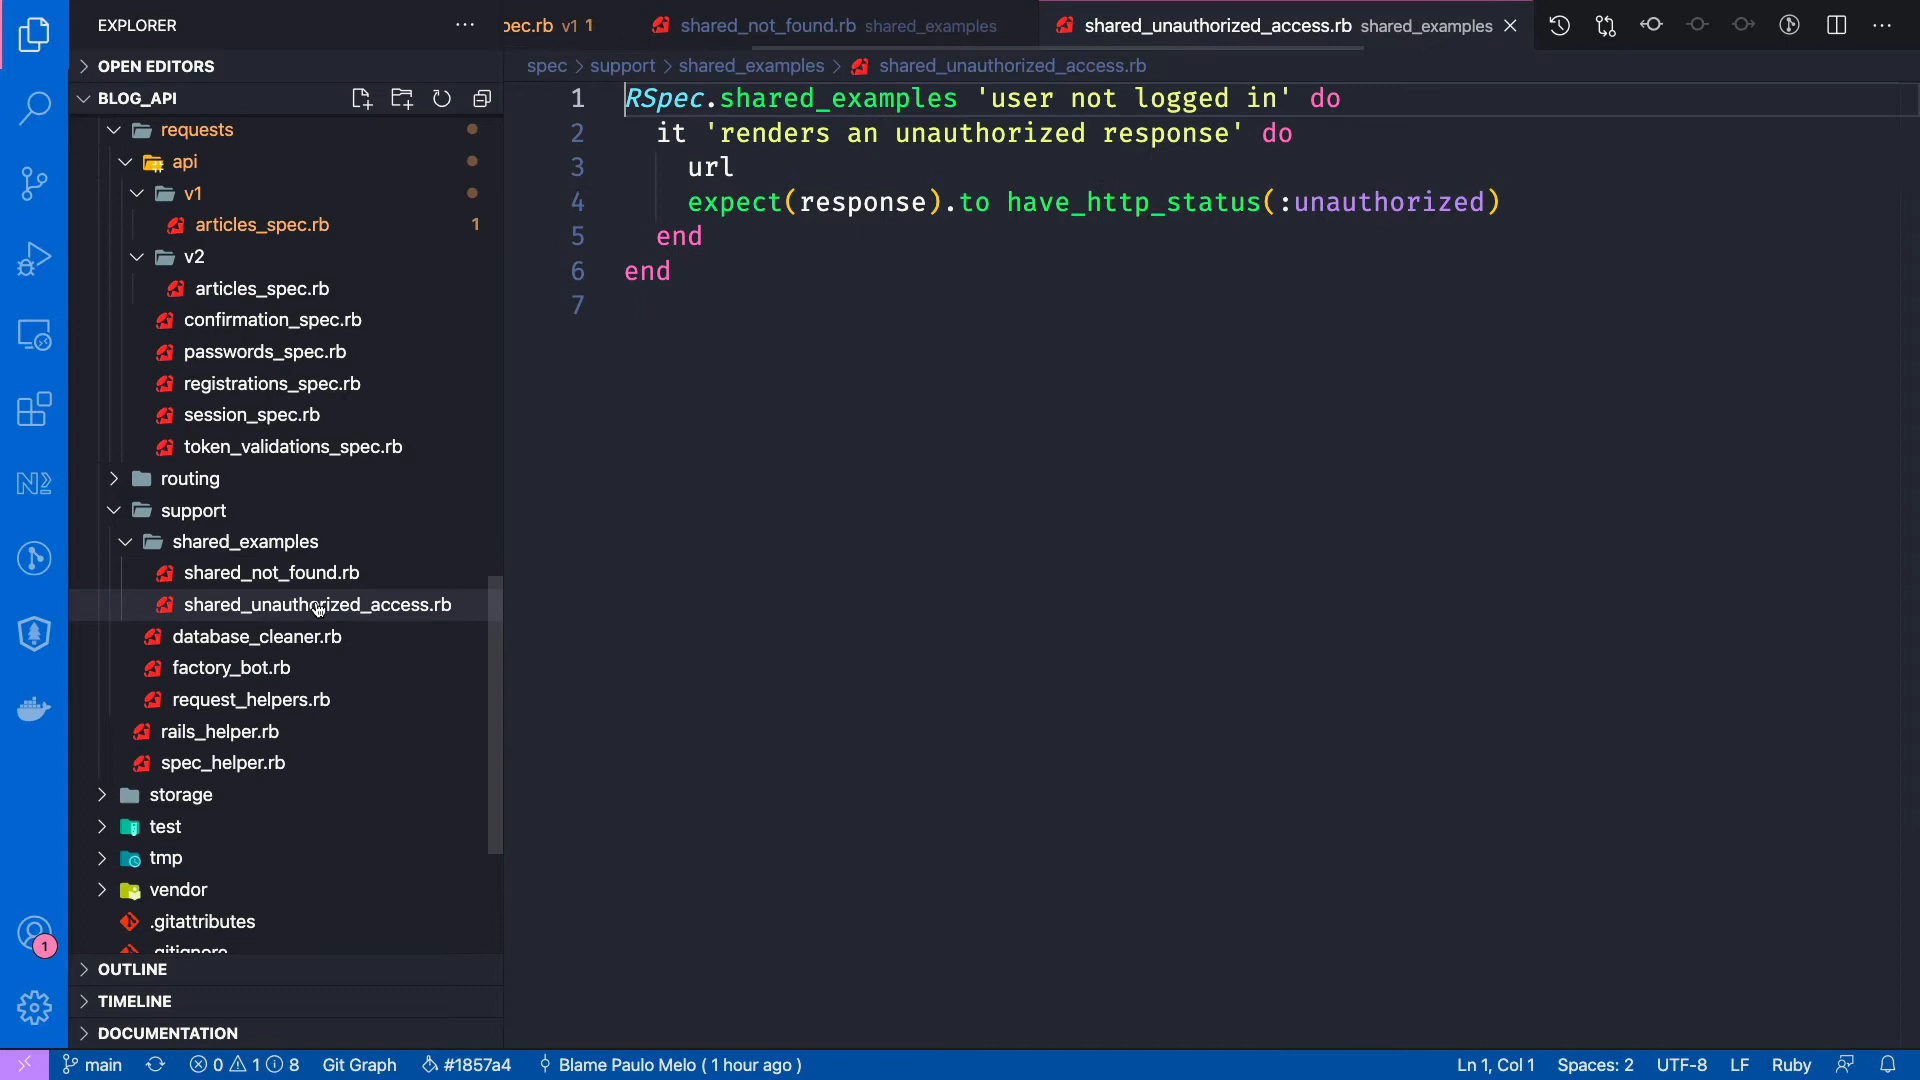 EXPLORER
OPEN EDITORS
BLOG_API
requests
api
v1
articles_spec.rb 1
v2
articles_spec.rb
confirmation_spec.rb
passwords_spec.rb
registrations_spec.rb
session_spec.rb
token_validations_spec.rb
routing
support
shared_examples
shared_not_found.rb
shared_unauthorized_access.rb
database_cleaner.rb
factory_bot.rb
request_helpers.rb
rails_helper.rb
spec_helper.rb
storage
test
tmp
vendor
.gitattributes
.gitignore
OUTLINE
TIMELINE
DOCUMENTATION
1
pec.rb v1 1
shared_not_found.rb shared_examples
shared_unauthorized_access.rb shared_examples
spec > support > shared_examples > shared_unauthorized_access.rb
1 RSpec.shared_examples 'user not logged in' do
2 it 'renders an unauthorized response' do
3 url
4 expect(response).to have_http_status(:unauthorized)
5 end
6 end
7
main 0 1 8 Git Graph #1857a4 Blame Paulo Melo ( 1 hour ago ) Ln 1, Col 1 Spaces: 2 UTF-8 LF Ruby